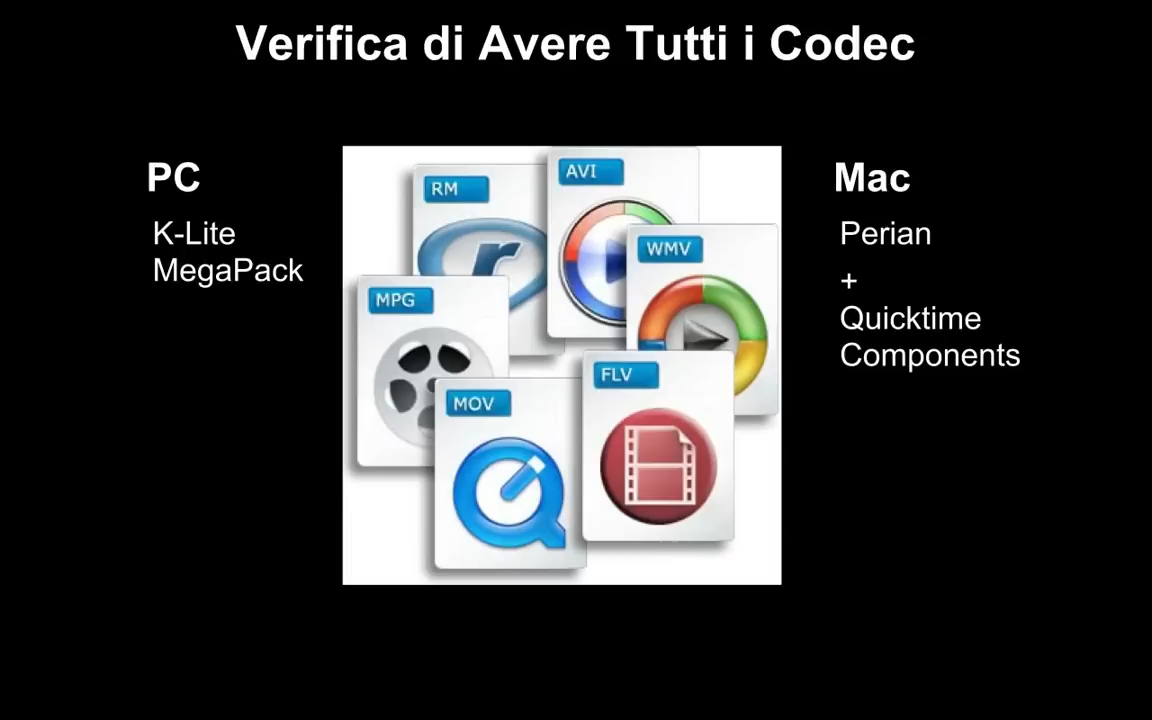 Verifica di Avere Tutti i Codec
PC
K-Lite
MegaPack
RM
AVI
WMV
MPG
MOV
FLV
Mac
Perian
+
Quicktime
Components